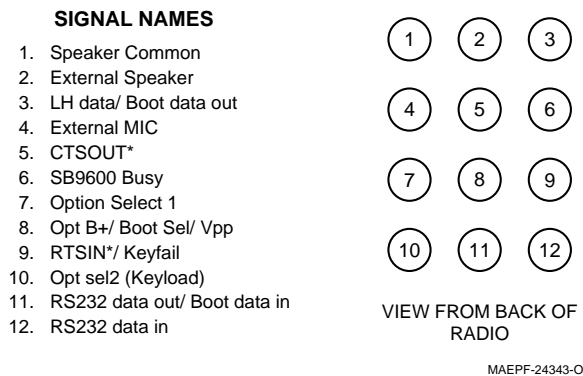 SIGNAL NAMES
1. Speaker Common
2. External Speaker
3. LH data/ Boot data out
4. External MIC
5. CTSOUT*
6. SB9600 Busy
7. Option Select 1
8. Opt B+/ Boot Sel/ Vpp
9. RTSIN*/ Keyfail
10. Opt sel2 (Keyload)
11. RS232 data out/ Boot data in
12. RS232 data in
1 2 3
4 5 6
7 8 9
10 11 12
VIEW FROM BACK OF
RADIO
MAEPF-24343-O